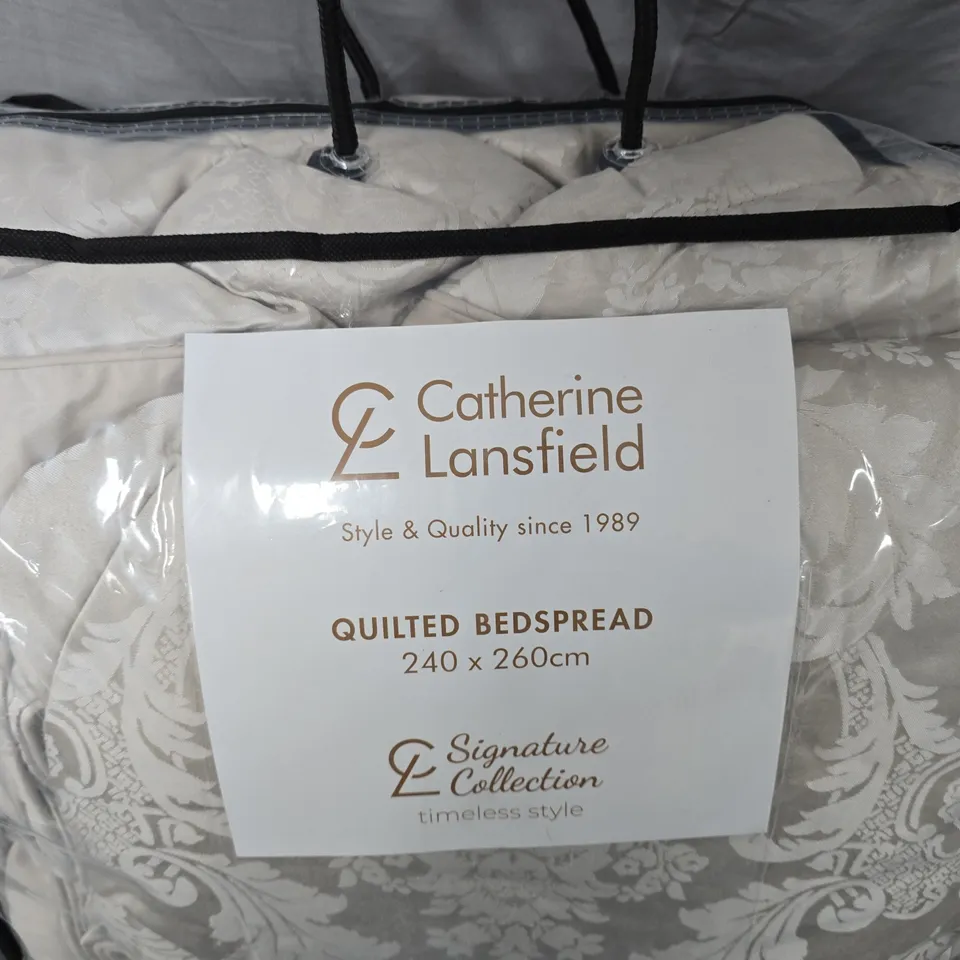 Catherine
Lansfield
Style & Quality since 1989
QUILTED BEDSPREAD
240 x 260cm
Signature
Collection
timeless style